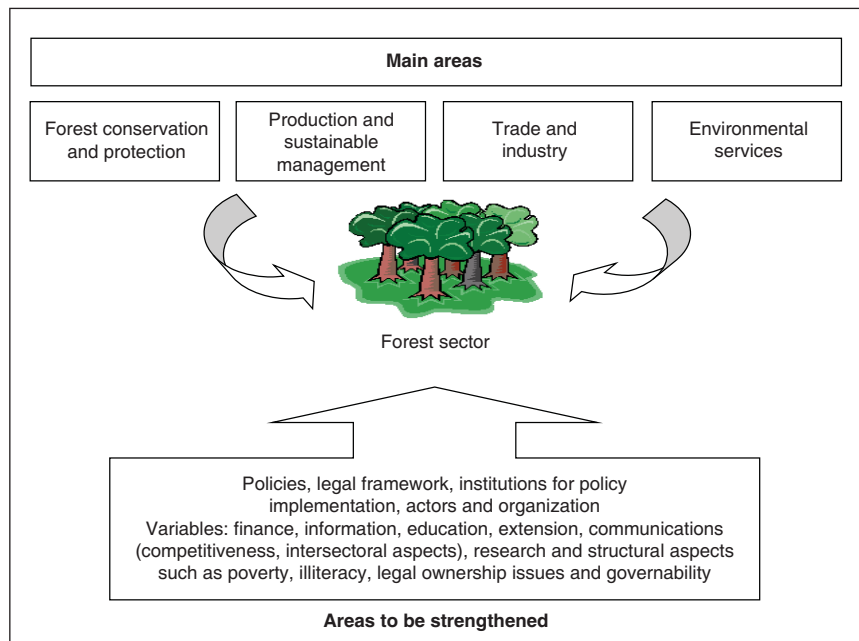 Main areas
Forest conservation
and protection
Production and
sustainable
management
Trade and
industry
Environmental
services
Forest sector
Policies, legal framework, institutions for policy
implementation, actors and organization
Variables: finance, information, education, extension, communications
(competitiveness, intersectoral aspects), research and structural aspects
such as poverty, illiteracy, legal ownership issues and governability
Areas to be strengthened